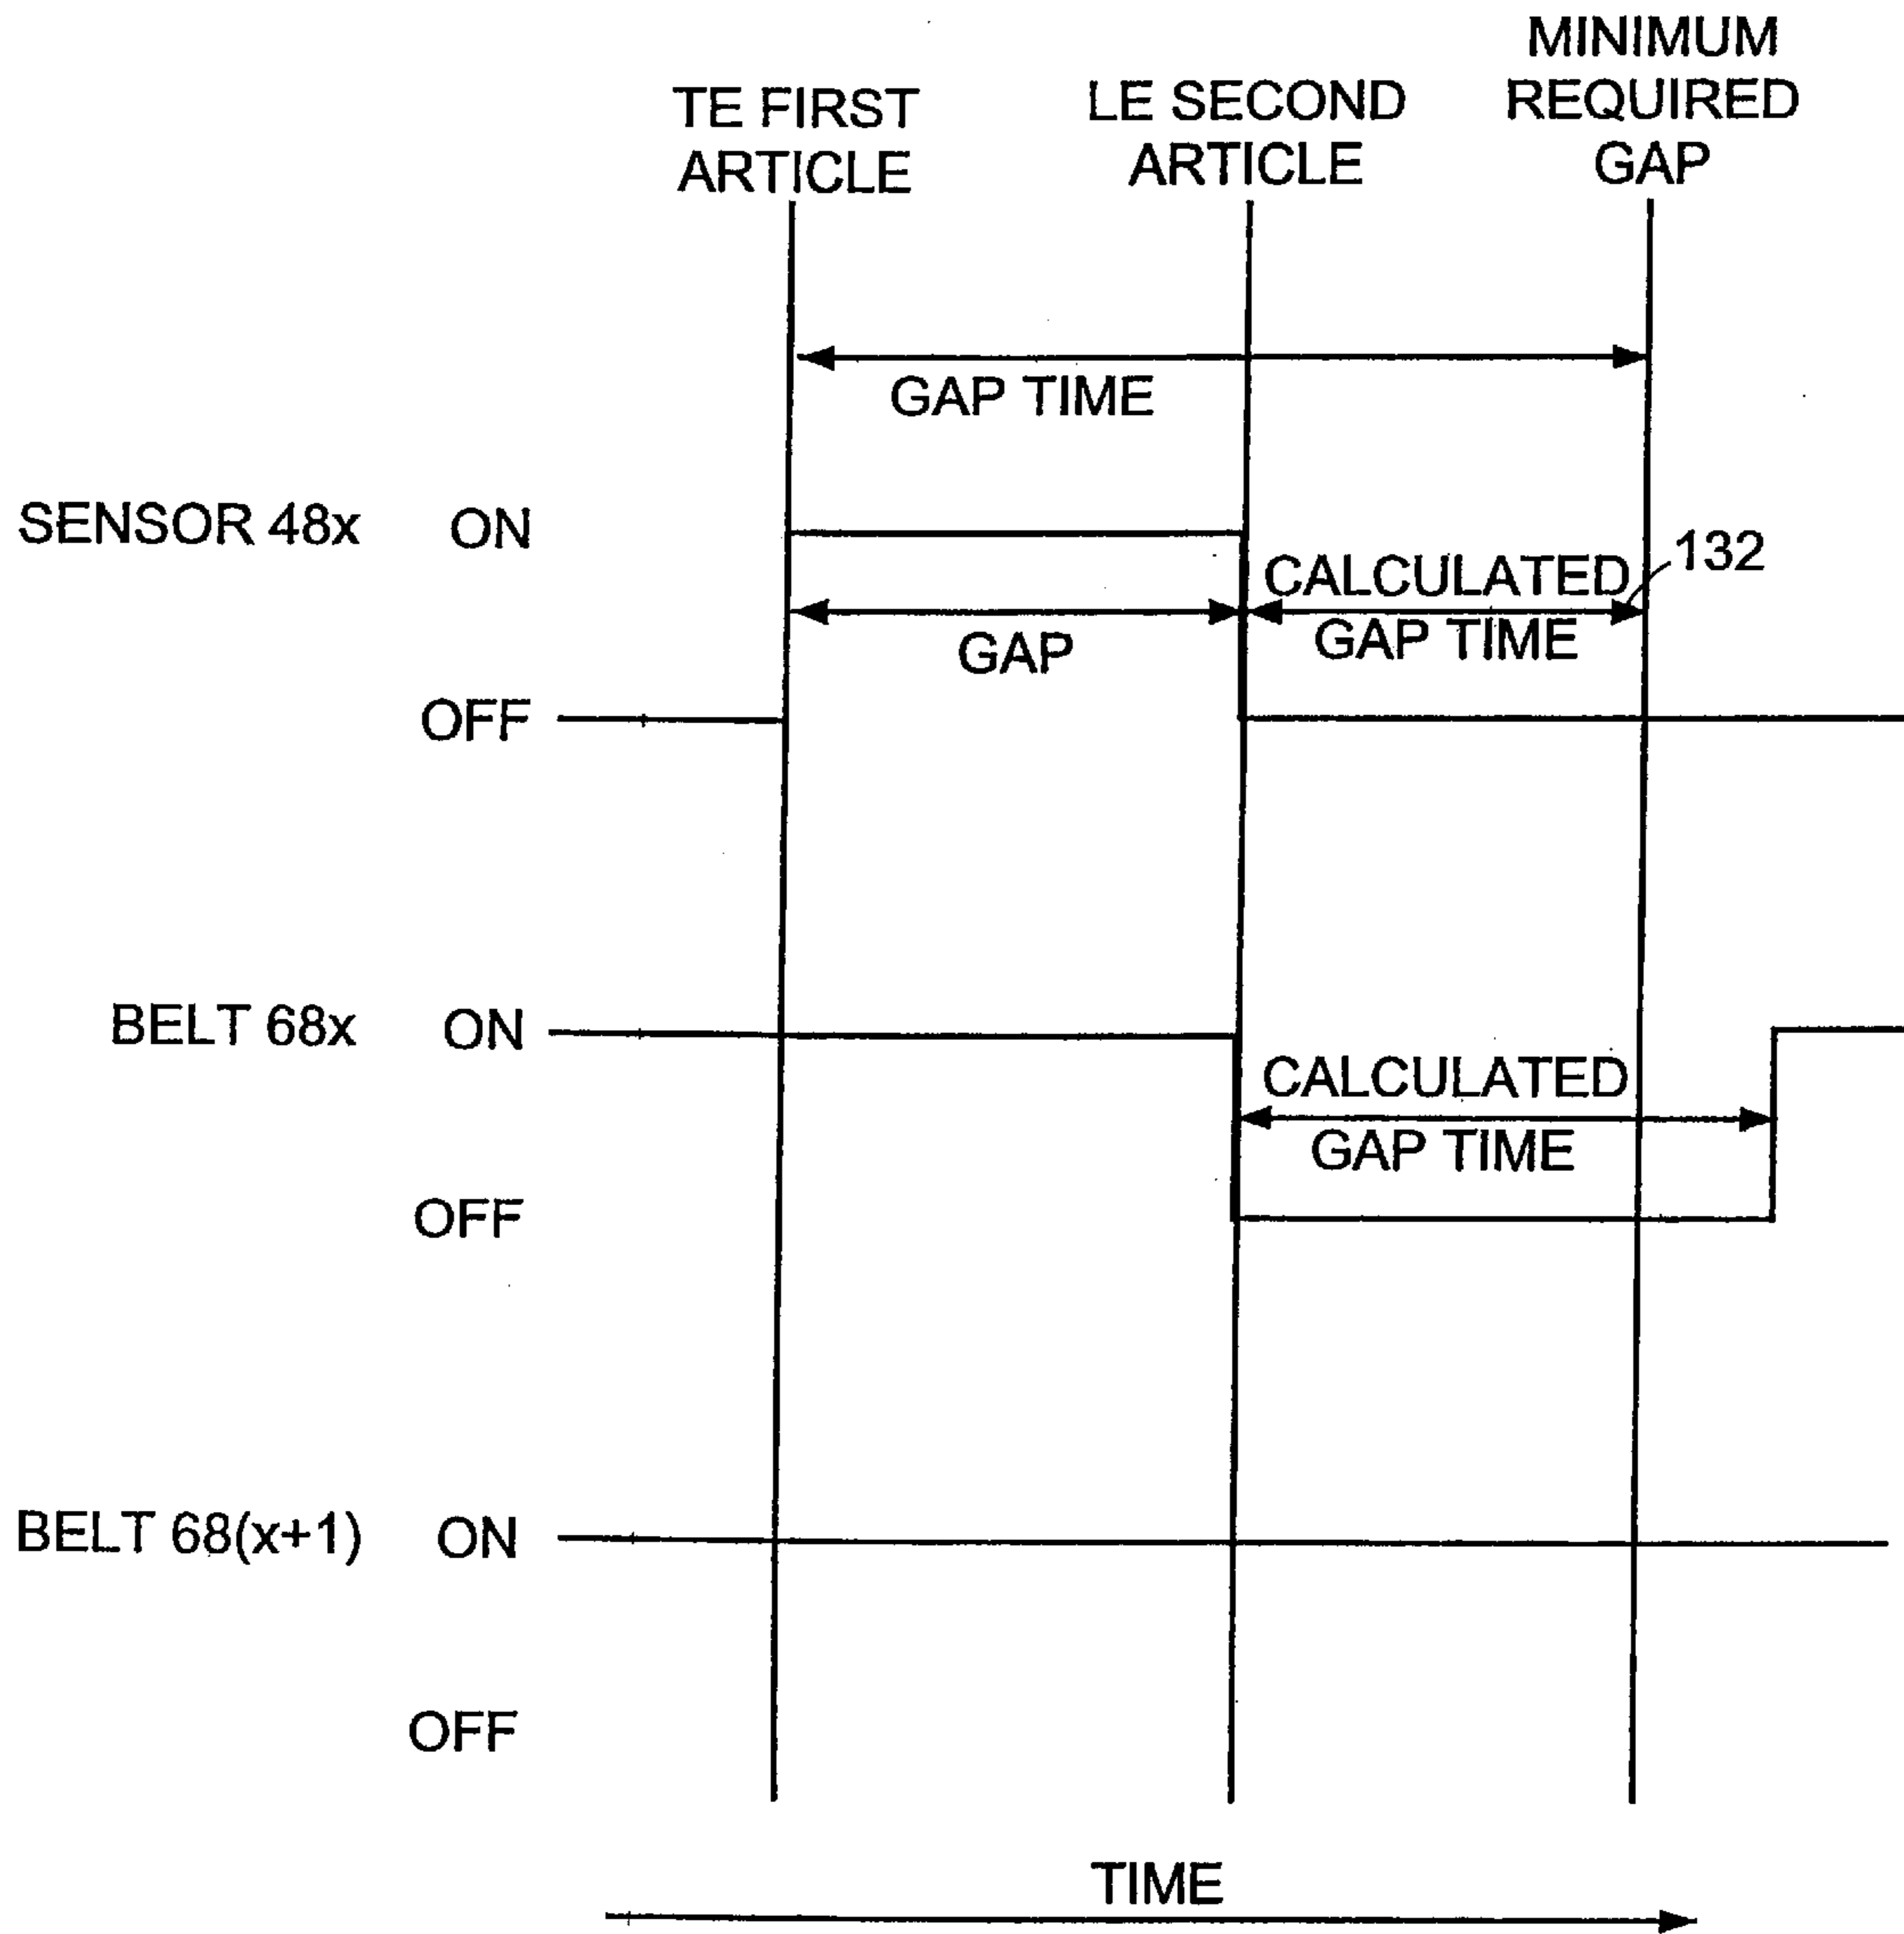 TE FIRST
ARTICLE
LE SECOND
ARTICLE
MINIMUM
REQUIRED
GAP
GAP TIME
SENSOR 48x
ON
OFF
GAP
CALCULATED
GAP TIME
132
BELT 68x
ON
OFF
CALCULATED
GAP TIME
BELT 68(x+1)
ON
OFF
TIME